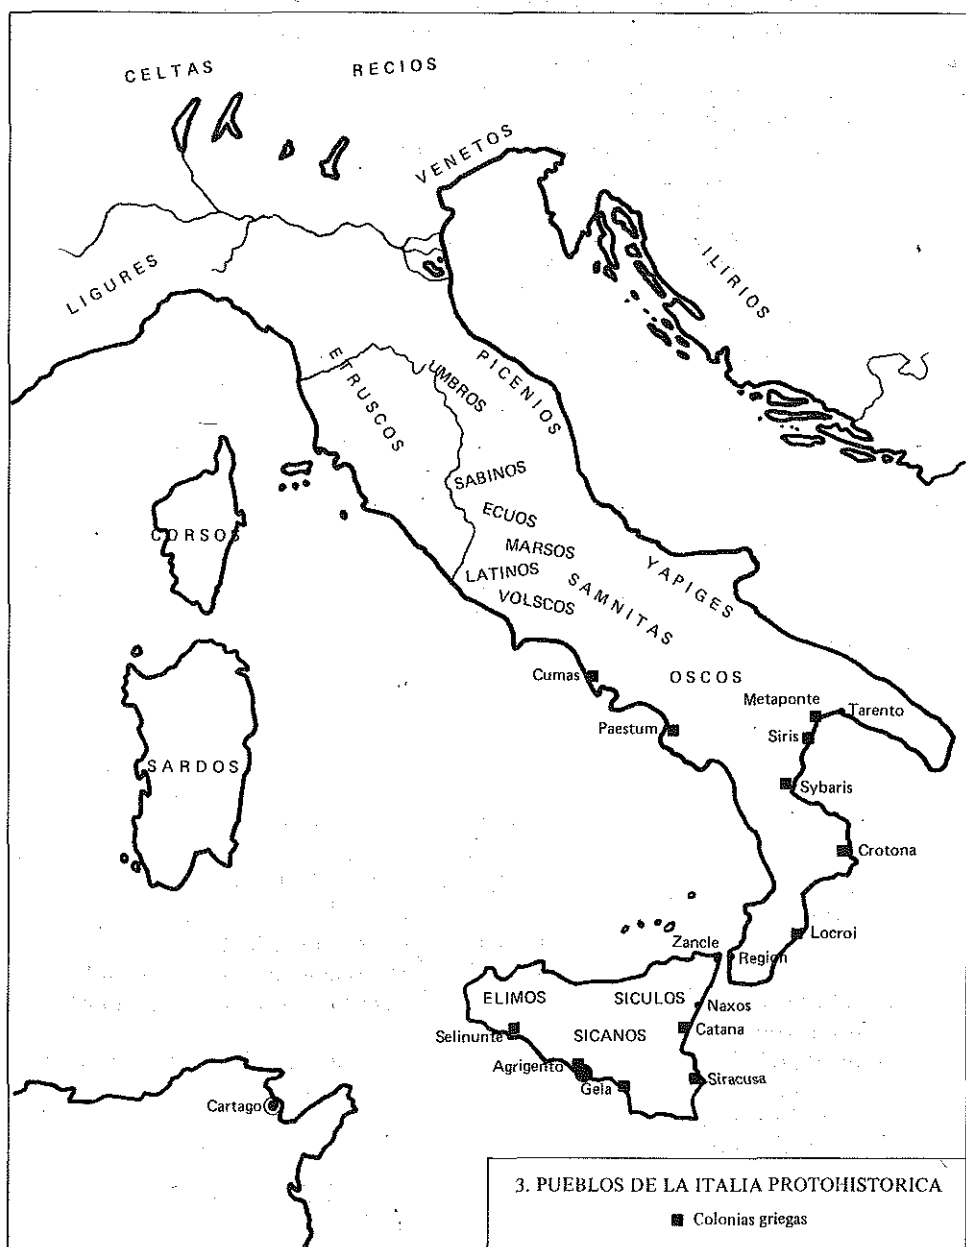 CELTAS
RECIOS
VENETOS
ILIRIOS
LIGURES
ETRUSCOS
UMBROS
PICENIOS
SABINOS
CORSOS
ECUOS
MARSOS
LATINOS
SAMNITAS
YAPIGES
VOLSCOS
Cumas
OSCOS
Metaponte
Tarento
Paestum
Siris
SARDOS
Sybaris
Crotona
Locroi
Zancle
Region
ELIMOS
SICULOS
Naxos
Selinunte
SICANOS
Catana
Agrigento
Gela
Siracusa
Cartago
3. PUEBLOS DE LA ITALIA PROTOHISTORICA
Colonias griegas